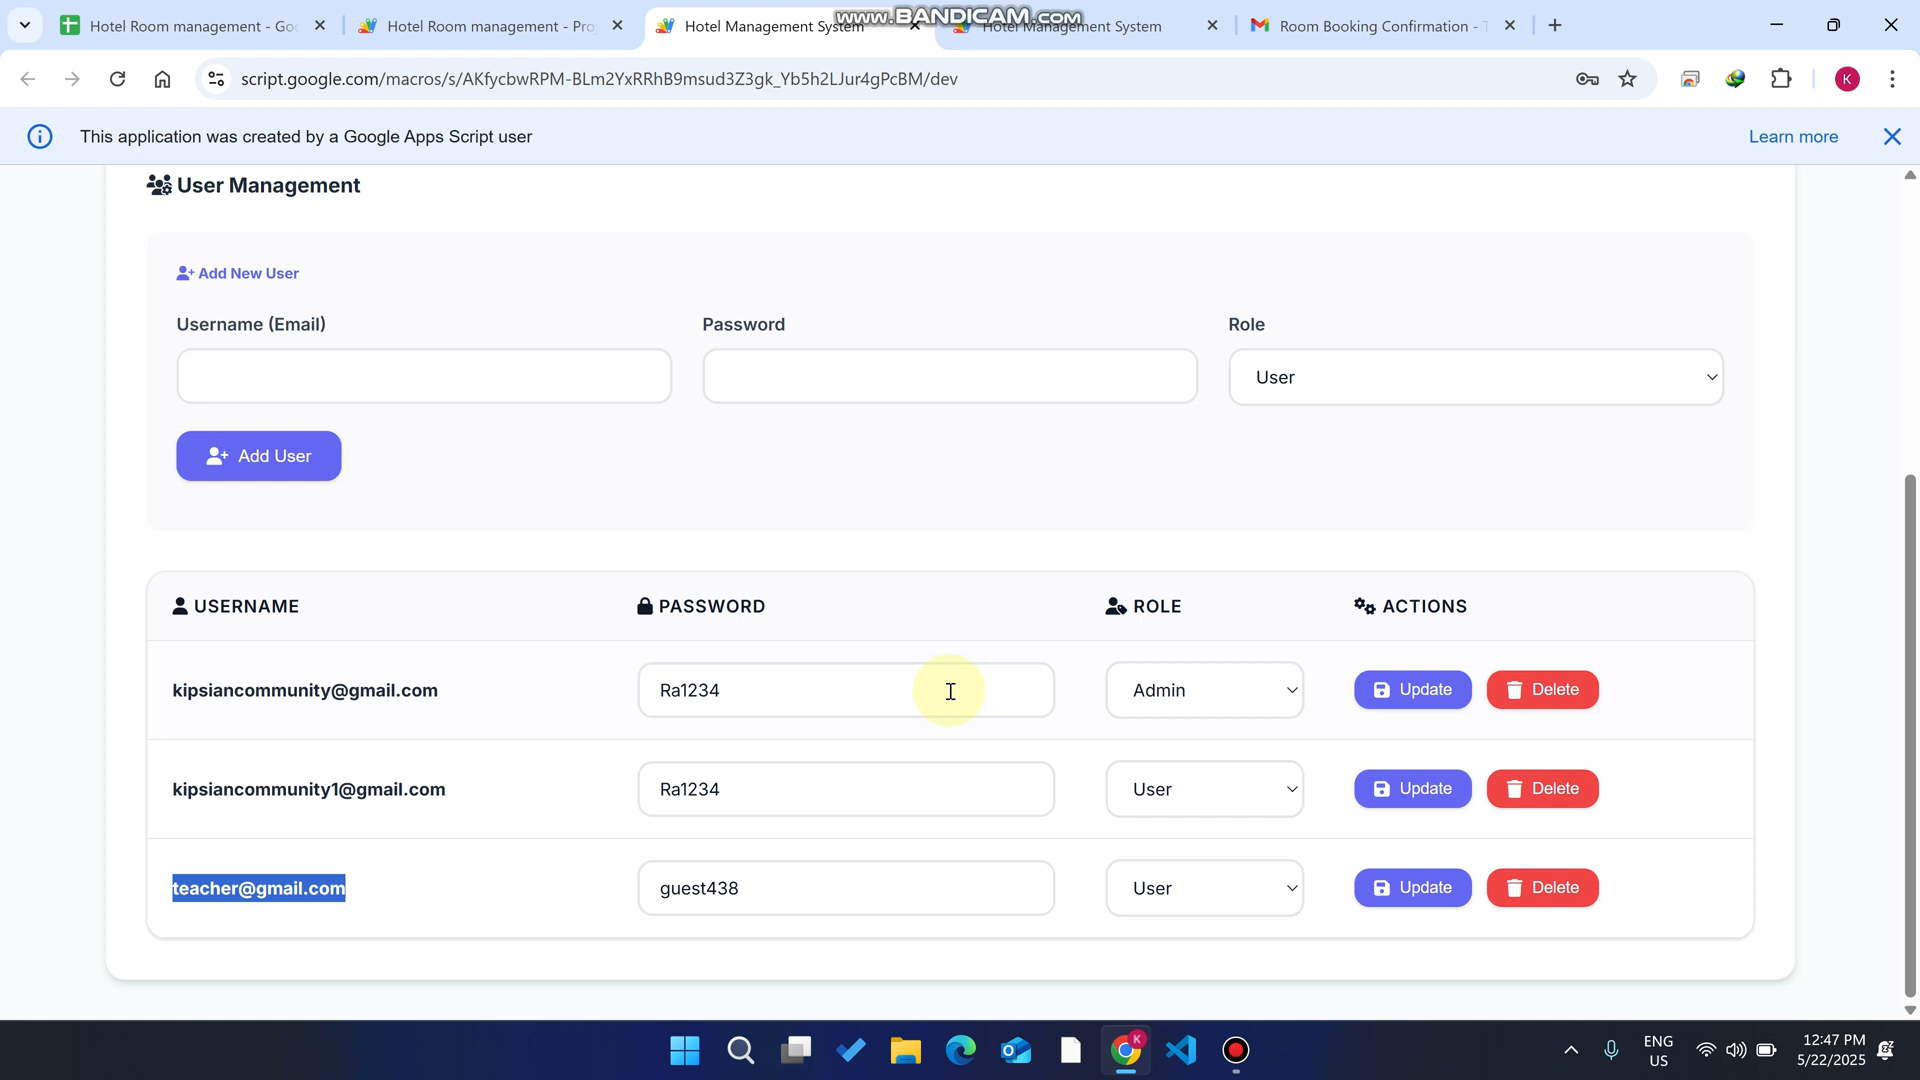 www.BANDICAM.com
Hotel Room management - Goo
Hotel Room management - Pro
Hotel Management System
Hotel Management System
Room Booking Confirmation - T
script.google.com/macros/s/AKfycbwRPM-BLm2YxRRhB9msud3Z3gk_Yb5h2LJur4gPcBM/dev
K
This application was created by a Google Apps Script user
Learn more
User Management
Add New User
Username (Email)
Password
Role
User
Add User
USERNAME
PASSWORD
ROLE
ACTIONS
kipsiancommunity@gmail.com
Ra1234
Admin
Update
Delete
kipsiancommunity1@gmail.com
Ra1234
User
Update
Delete
teacher@gmail.com
guest438
User
Update
Delete
K
ENG
US
12:47 PM
5/22/2025